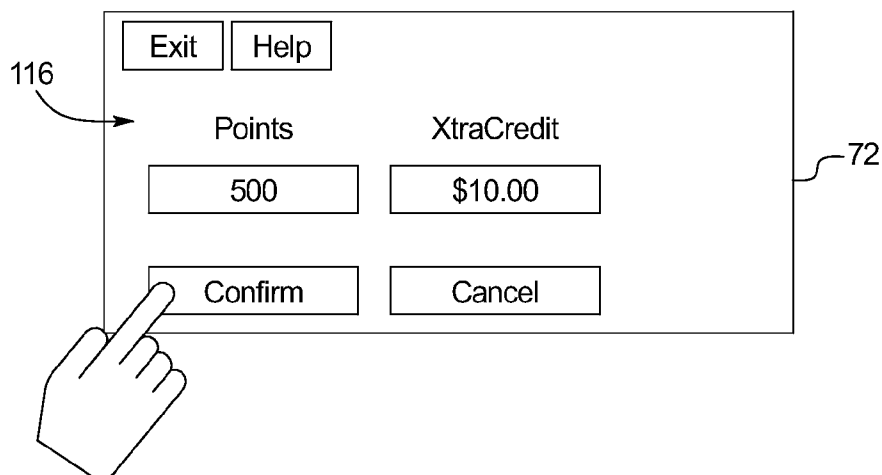 Exit Help
116
Points XtraCredit
72
500 $10.00
Confirm Cancel